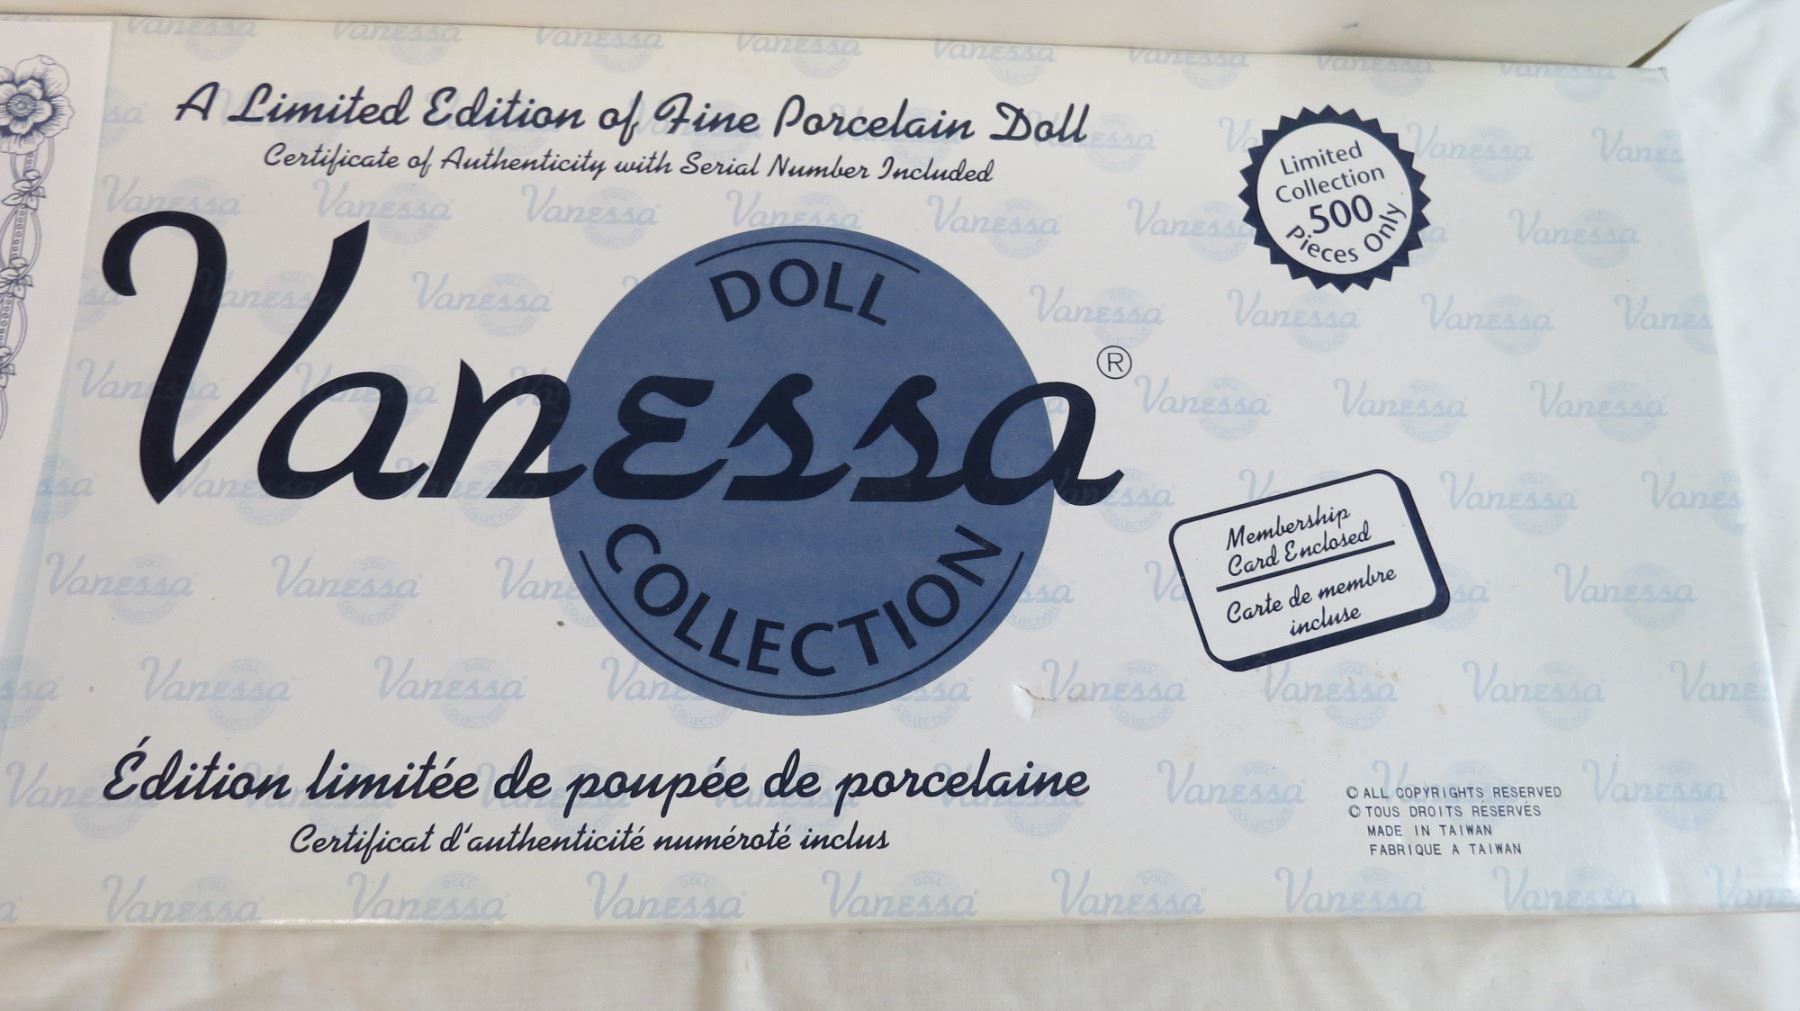 A Limited Edition of Fine Porcelain Doll
Certificate of Authenticity with Serial Number Included
Limited
Collection
500
Pieces Only
DOLL
Vanessa®
COLLECTION
Membership
Card Enclosed
Carte de membre
incluse
Édition limitée de poupée de porcelaine
Certificat d'authenticité numéroté inclus
© ALL COPYRIGHTS RESERVED
© TOUS DROITS RÉSERVÉS
MADE IN TAIWAN
FABRIQUE A TAIWAN